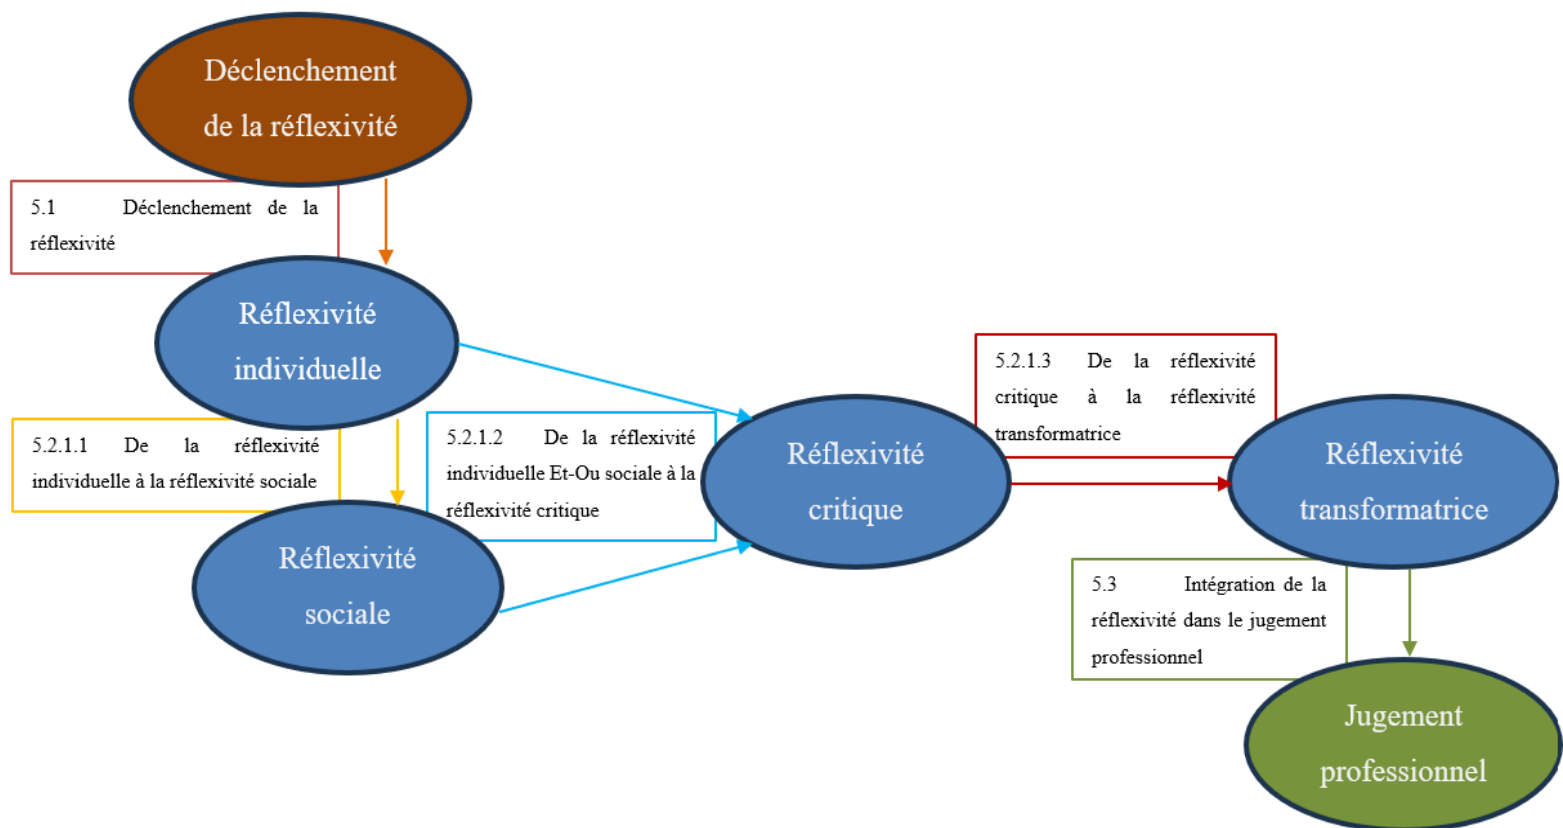 Déclenchement
de la réflexivité
5.1 Déclenchement de la
réflexivité
Réflexivité
individuelle
5.2.1.1 De la réflexivité
individuelle à la réflexivité sociale
5.2.1.2 De la réflexivité
individuelle Et-Ou sociale à la
réflexivité critique
Réflexivité
sociale
Réflexivité
critique
5.2.1.3 De la réflexivité
critique à la réflexivité
transformatrice
Réflexivité
transformatrice
5.3 Intégration de la
réflexivité dans le jugement
professionnel
Jugement
professionnel